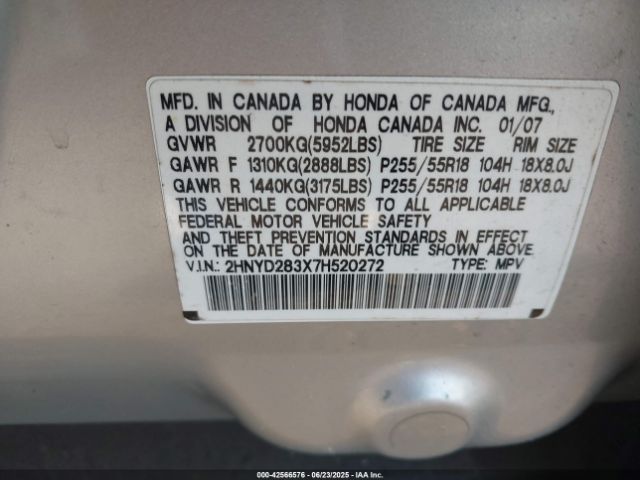 MFD. IN CANADA BY HONDA OF CANADA MFG.,
A DIVISION OF HONDA CANADA INC. 01/07
GVWR 2700KG(5952LBS) TIRE SIZE RIM SIZE
GAWR F 1310KG(2888LBS) P255/55R18 104H 18X8.0J
GAWR R 1440KG(3175LBS) P255/55R18 104H 18X8.0J
THIS VEHICLE CONFORMS TO ALL APPLICABLE
FEDERAL MOTOR VEHICLE SAFETY
AND THEFT PREVENTION STANDARDS IN EFFECT
ON THE DATE OF MANUFACTURE SHOWN ABOVE.
V.I.N.: 2HNYD283X7H520272 TYPE: MPV
000-42566576 - 06/23/2025 - IAA Inc.